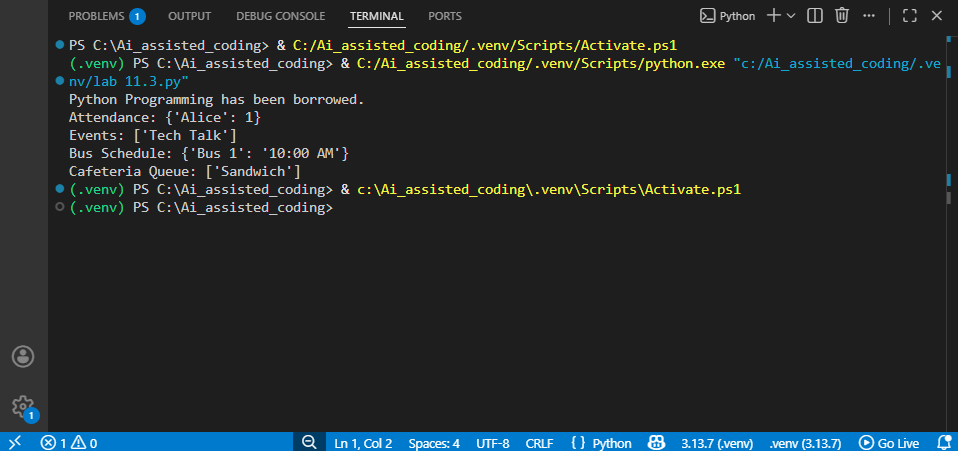 PROBLEMS 1 OUTPUT DEBUG CONSOLE TERMINAL PORTS Python
PS C:\Ai_assisted_coding> & C:/Ai_assisted_coding/.venv/Scripts/Activate.ps1
(.venv) PS C:\Ai_assisted_coding> & C:/Ai_assisted_coding/.venv/Scripts/python.exe "c:/Ai_assisted_coding/.ve
nv/lab 11.3.py"
Python Programming has been borrowed.
Attendance: {'Alice': 1}
Events: ['Tech Talk']
Bus Schedule: {'Bus 1': '10:00 AM'}
Cafeteria Queue: ['Sandwich']
(.venv) PS C:\Ai_assisted_coding> & c:\Ai_assisted_coding\.venv\Scripts\Activate.ps1
(.venv) PS C:\Ai_assisted_coding>
1
1 0 Ln 1, Col 2 Spaces: 4 UTF-8 CRLF { } Python 3.13.7 (.venv) .venv (3.13.7) Go Live